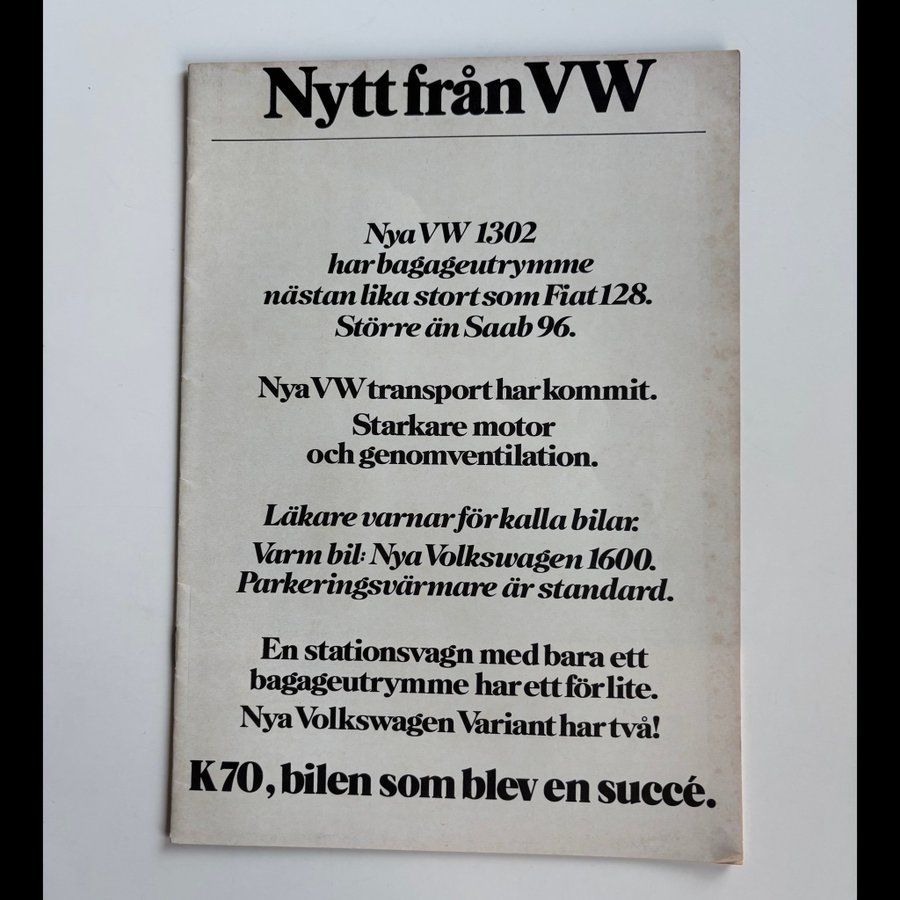 Nytt från VW
Nya VW 1302
har bagageutrymme
nästan lika stort som Fiat 128.
Större än Saab 96.
Nya VW transport har kommit.
Starkare motor
och genomventilation.
Läkare varnar för kalla bilar.
Varm bil: Nya Volkswagen 1600.
Parkeringsvärmare är standard.
En stationsvagn med bara ett
bagageutrymme har ett för lite.
Nya Volkswagen Variant har två!
K 70, bilen som blev en succé.